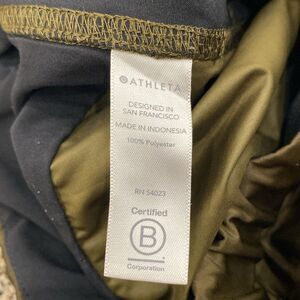 ATHLETA
DESIGNED IN
SAN FRANCISCO
MADE IN INDONESIA
100% Polyester
RN 54023
Certified
B
Corporation